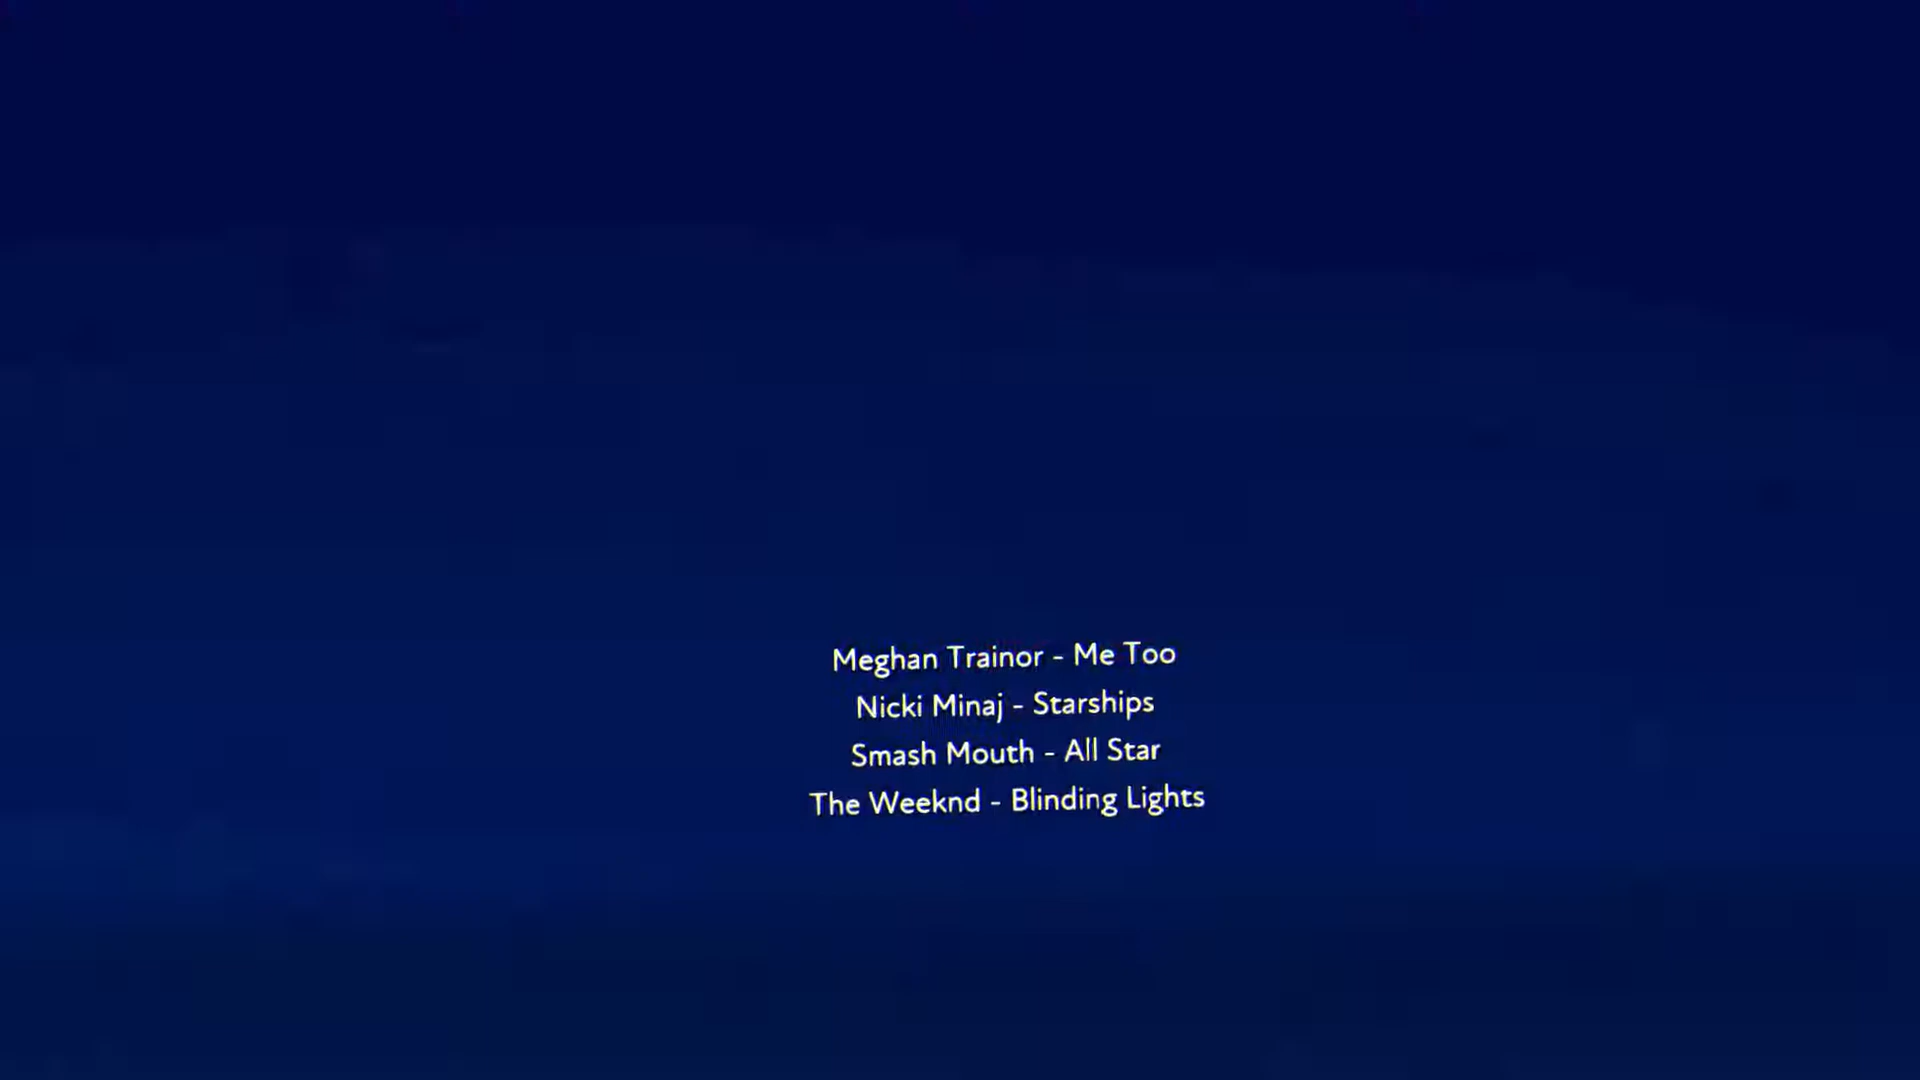 Meghan Trainor - Me Too
Nicki Minaj - Starships
Smash Mouth - All Star
The Weeknd - Blinding Lights